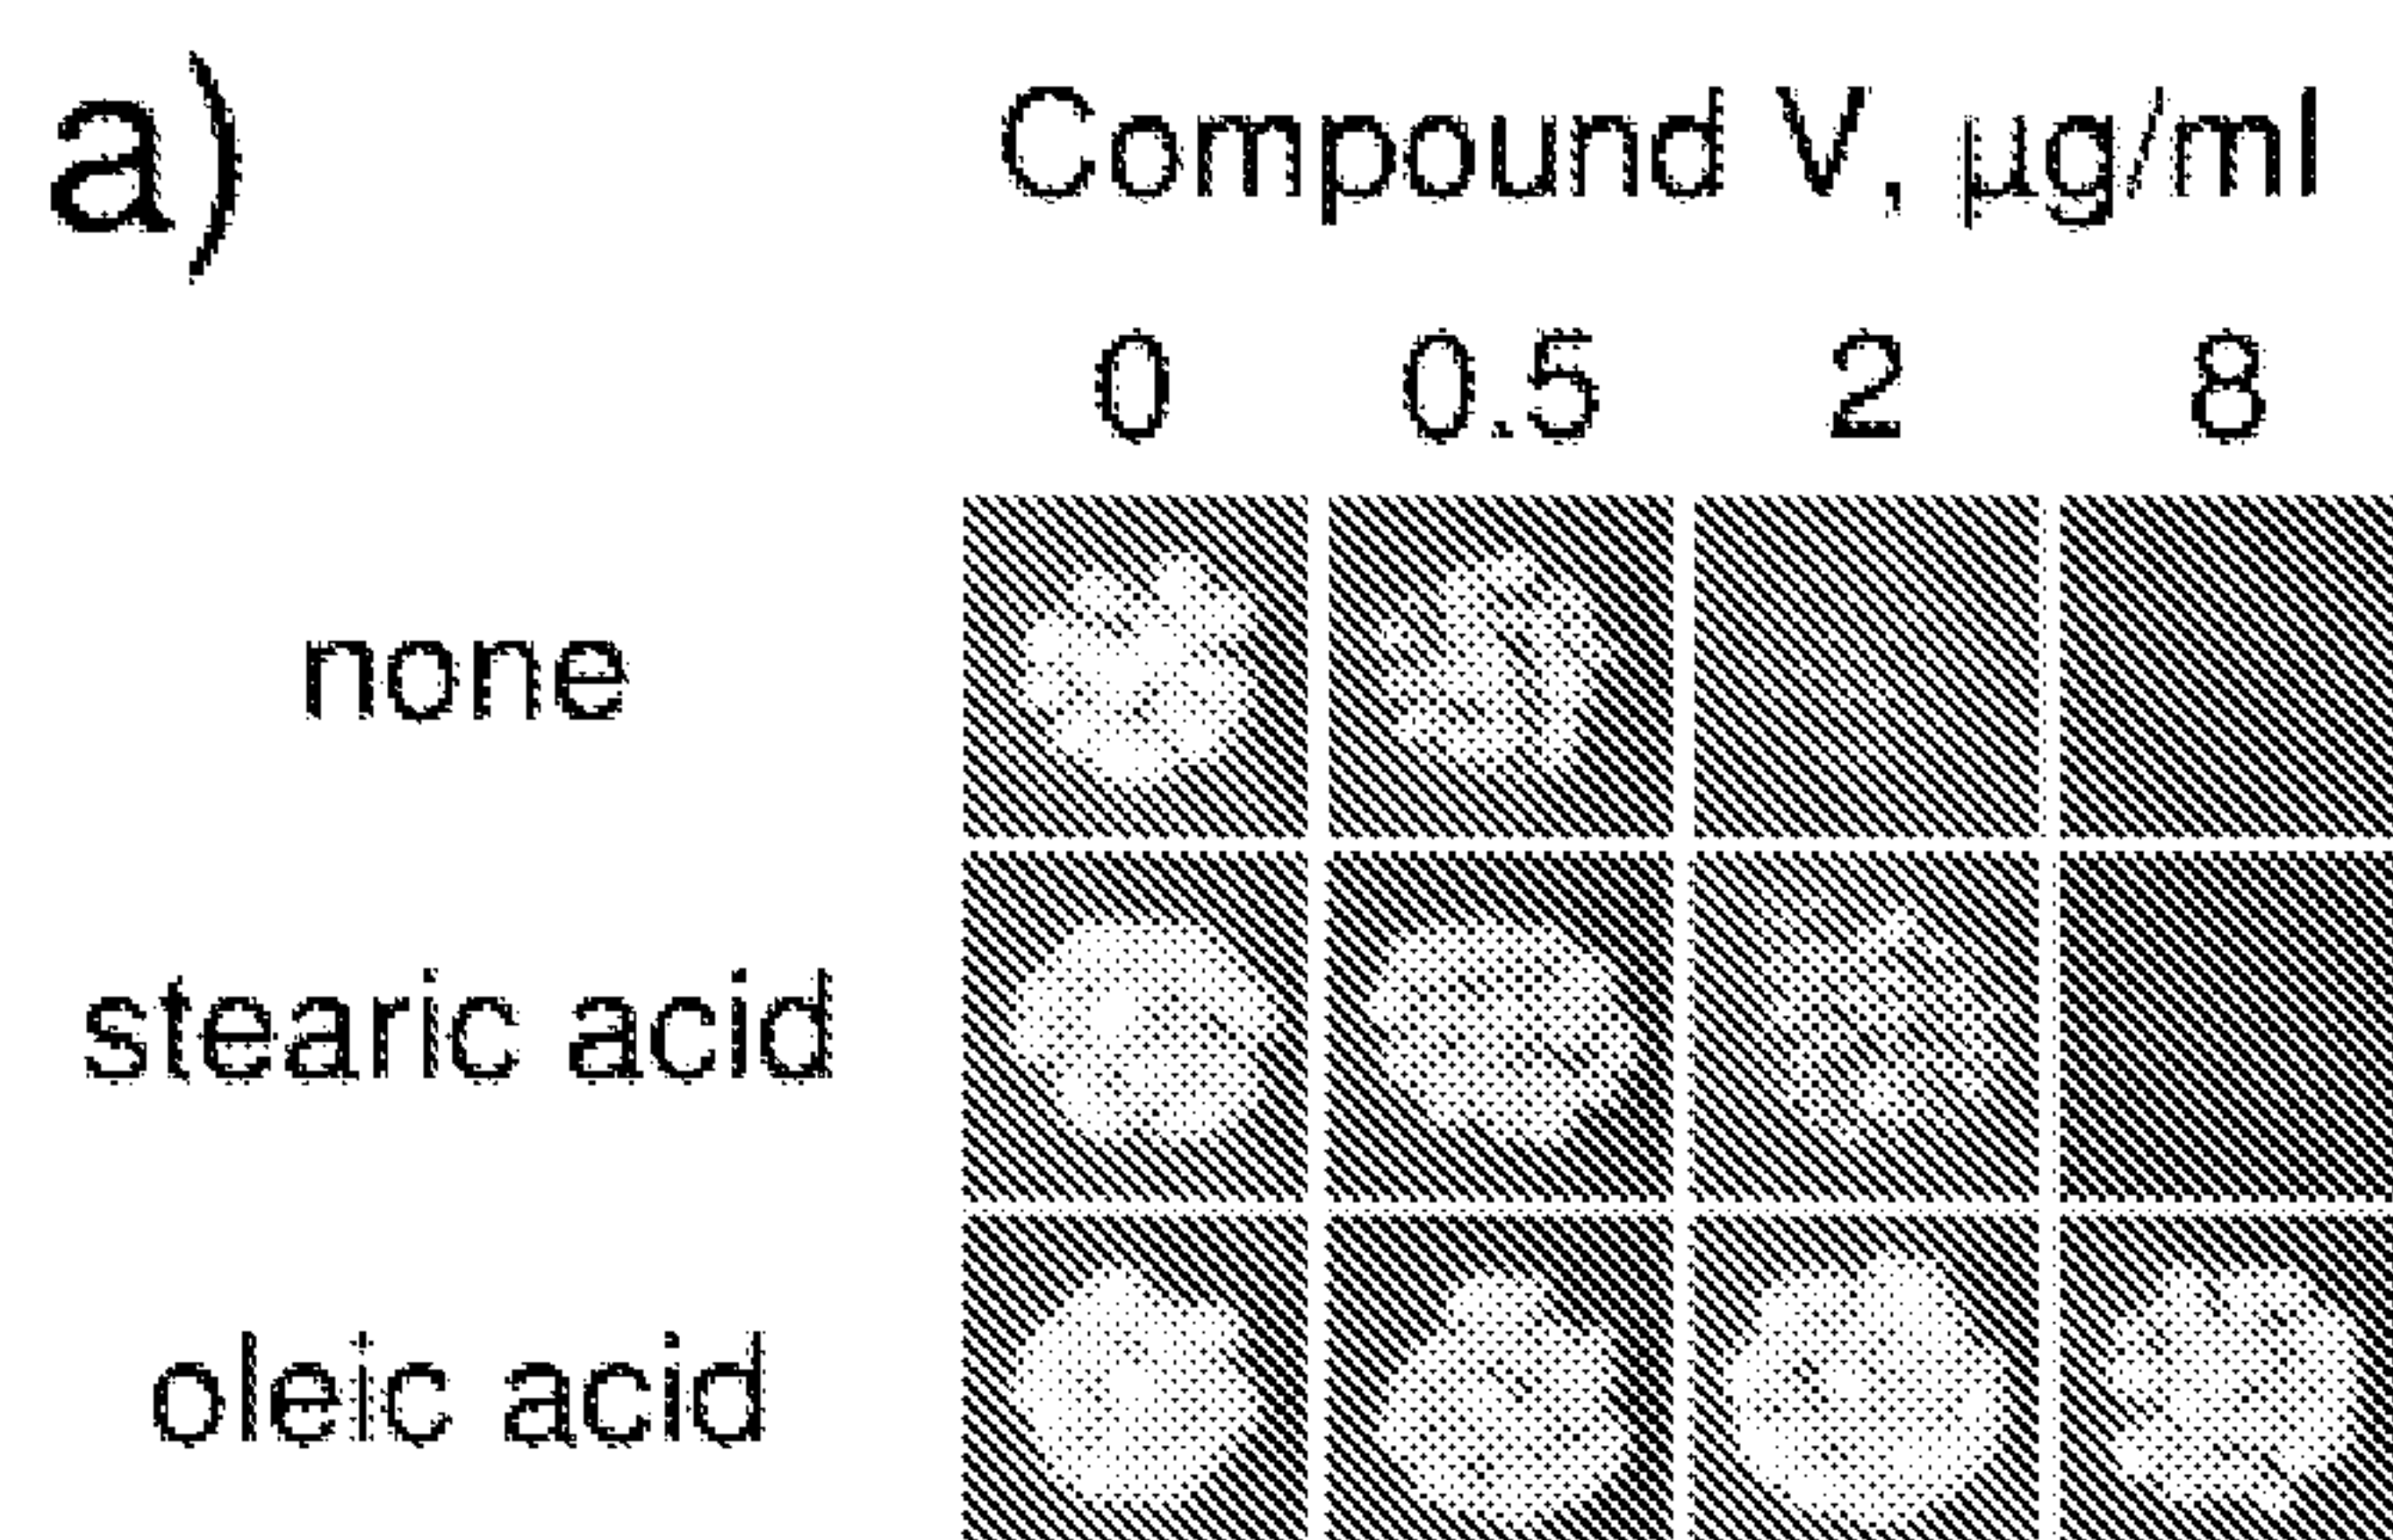 a)
Compound V, µg/ml
0 0.5 2 8
none
stearic acid
oleic acid